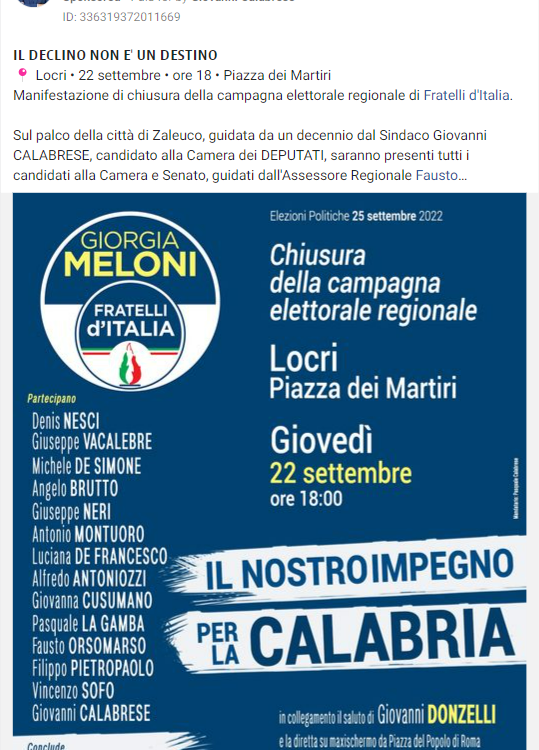 ID: 336319372011669
IL DECLINO NON E' UN DESTINO
📍 Locri • 22 settembre • ore 18 • Piazza dei Martiri
Manifestazione di chiusura della campagna elettorale regionale di Fratelli d'Italia.
Sul palco della città di Zaleuco, guidata da un decennio dal Sindaco Giovanni
CALABRESE, candidato alla Camera dei DEPUTATI, saranno presenti tutti i
candidati alla Camera e Senato, guidati dall'Assessore Regionale Fausto...
GIORGIA
MELONI
FRATELLI
d'ITALIA
Elezioni Politiche 25 settembre 2022
Chiusura
della campagna
elettorale regionale
Locri
Piazza dei Martiri
Giovedì
22 settembre
ore 18:00
Mandatario: Pasquale Calabrese
Partecipano
Denis NESCI
Giuseppe VACALEBRE
Michele DE SIMONE
Angelo BRUTTO
Giuseppe NERI
Antonio MONTUORO
Luciana DE FRANCESCO
Alfredo ANTONIOZZI
Giovanna CUSUMANO
Pasquale LA GAMBA
Fausto ORSOMARSO
Filippo PIETROPAOLO
Vincenzo SOFO
Giovanni CALABRESE
IL NOSTRO IMPEGNO
PER LA CALABRIA
in collegamento il saluto di Giovanni DONZELLI
e la diretta su maxischermo da Piazza del Popolo di Roma
Conclude